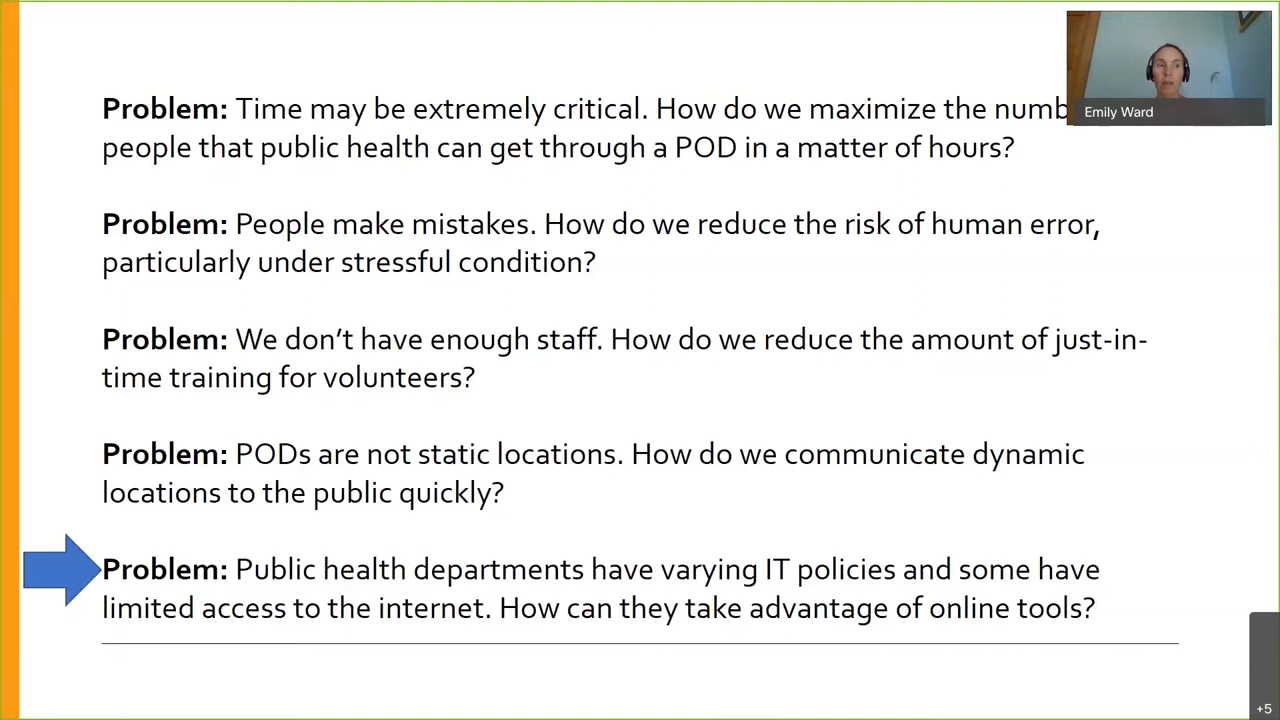 Problem: Time may be extremely critical. How do we maximize the
people that public health can get through a POD in a matter of hours?
Problem: People make mistakes. How do we reduce the risk of human error,
particularly under stressful condition?
Problem: We don't have enough staff. How do we reduce the amount of just-in-
time training for volunteers?
Problem: PODs are not static locations. How do we communicate dynamic
locations to the public quickly?
Problem: Public health departments have varying IT policies and some have
limited access to the internet. How can they take advantage of online tools?
Emily Ward
+5